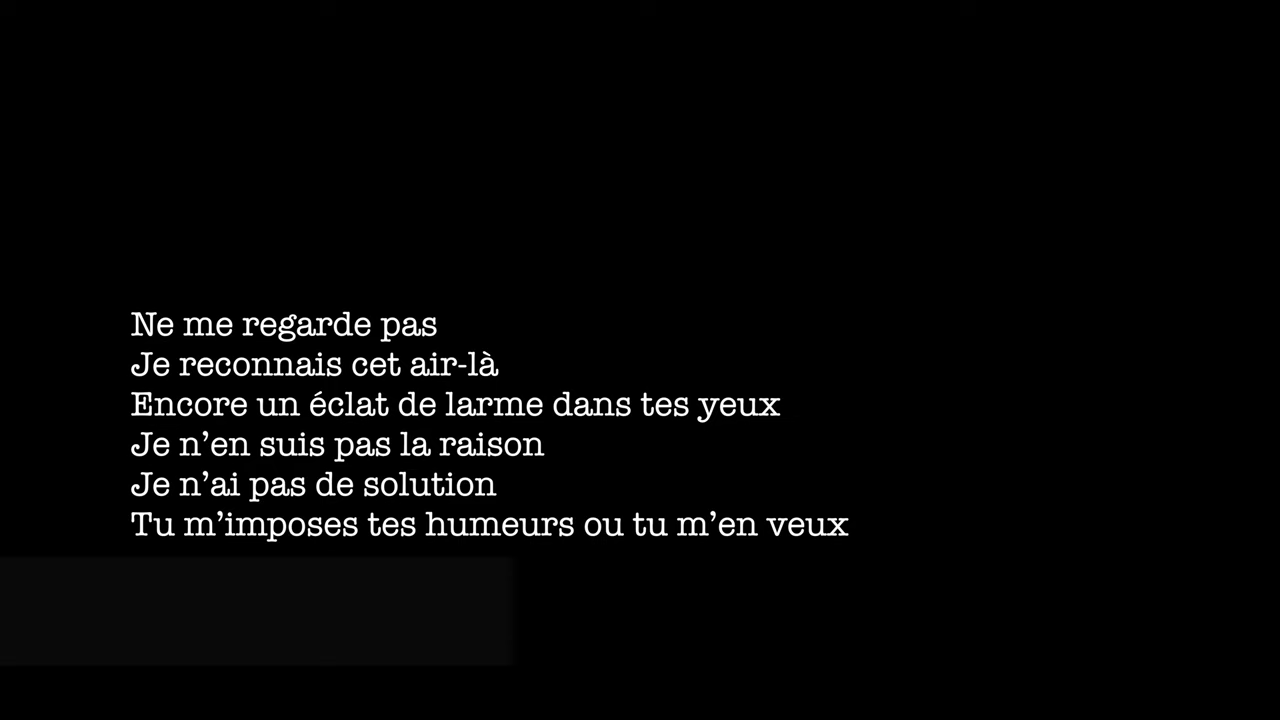 Ne me regarde pas
Je reconnais cet air-là
Encore un éclat de larme dans tes yeux
Je n’en suis pas la raison
Je n’ai pas de solution
Tu m’imposes tes humeurs ou tu m’en veux